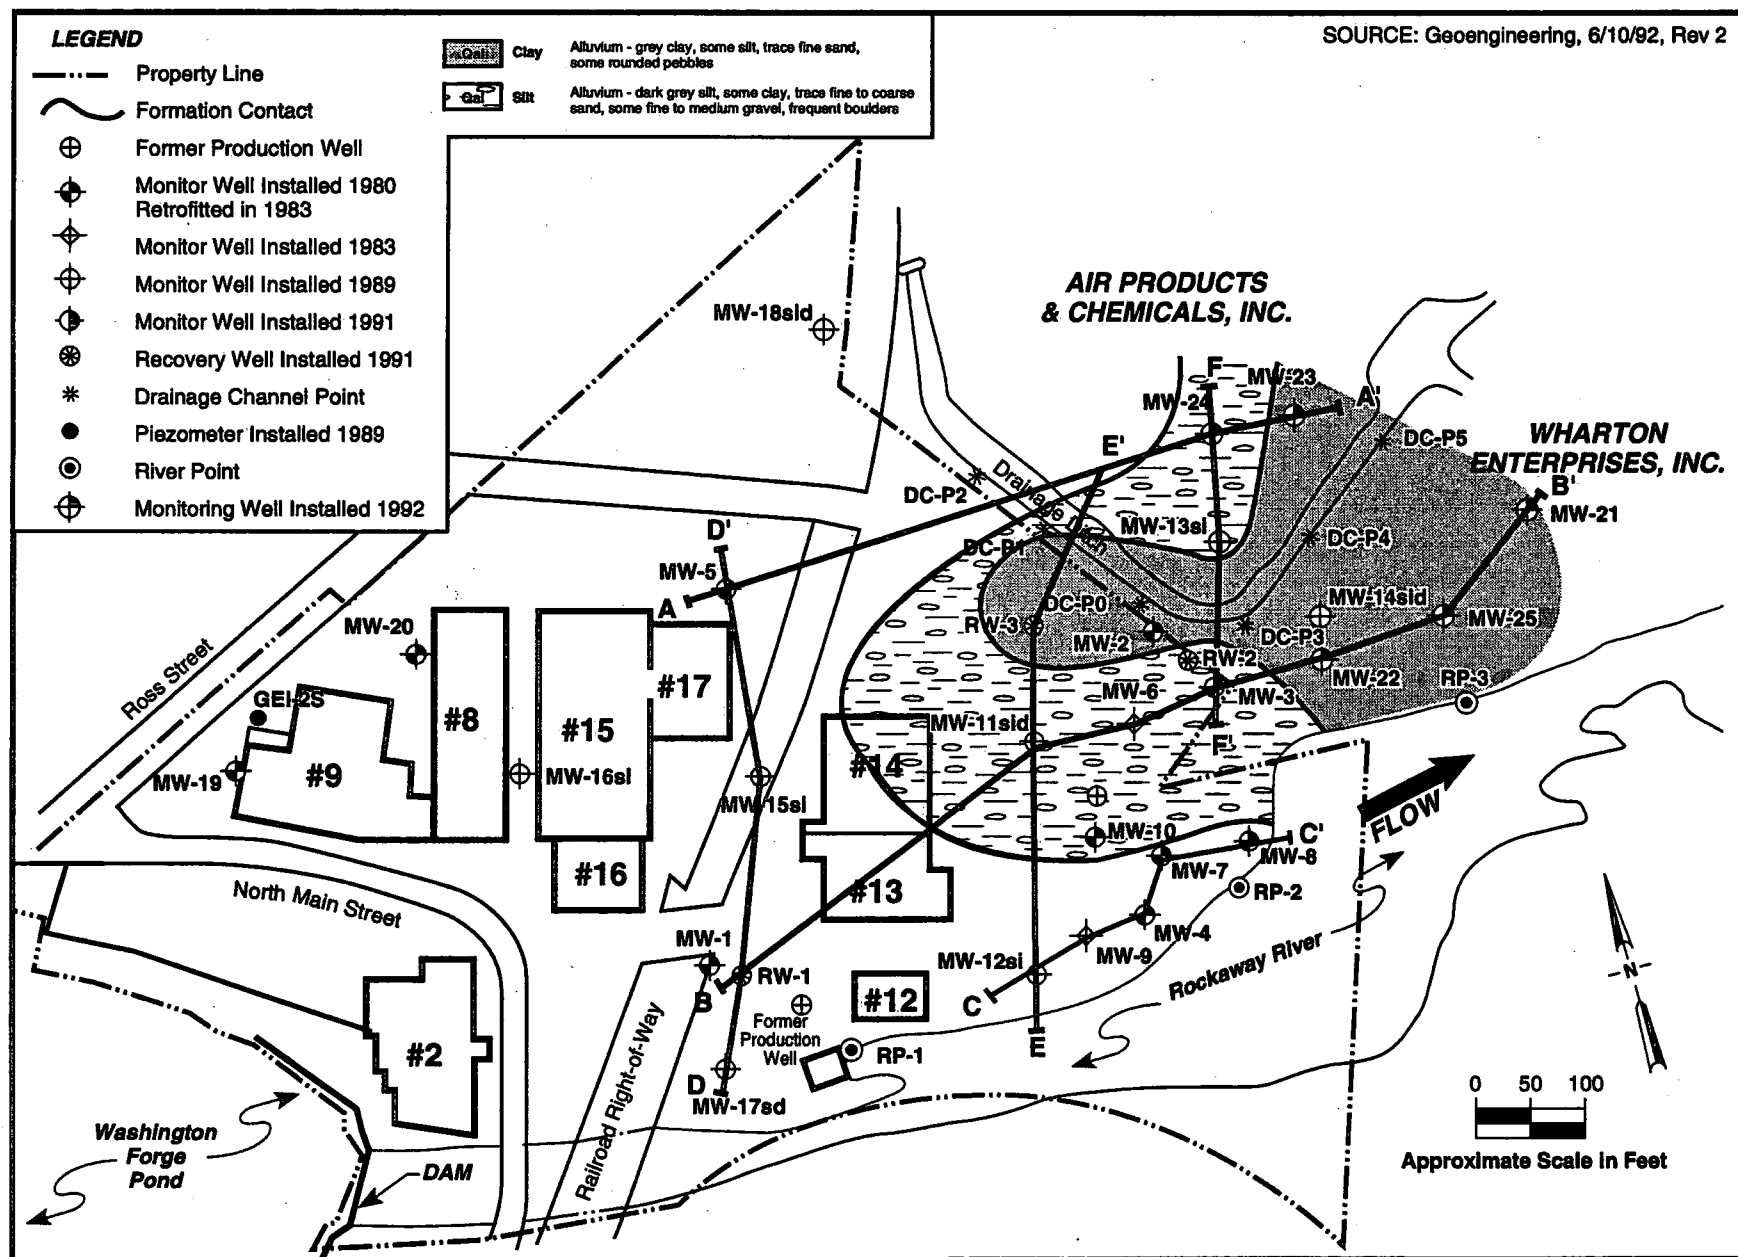 LEGEND
Property Line
Formation Contact
Former Production Well
Monitor Well Installed 1980
Retrofitted in 1983
Monitor Well Installed 1983
Monitor Well Installed 1989
Monitor Well Installed 1991
Recovery Well Installed 1991
Drainage Channel Point
Piezometer Installed 1989
River Point
Monitoring Well Installed 1992
Clay
Alluvium - grey clay, some silt, trace fine sand,
some rounded pebbles
Qal
Silt
Alluvium - dark grey silt, some clay, trace fine to coarse
sand, some fine to medium gravel, frequent boulders
SOURCE: Geoengineering, 6/10/92, Rev 2
AIR PRODUCTS
& CHEMICALS, INC.
MW-18sid
F
MW-23
MW-24
A'
E'
DC-P5
WHARTON
ENTERPRISES, INC.
Drainage Ditch
DC-P2
B'
MW-21
D'
MW-13si
DC-P4
DC-P1
MW-5
A
DC-P0
MW-14sid
RW-3
MW-2
DC-P3
MW-25
MW-20
RW-2
MW-22
Ross Street
GEI-2S
#17
#8
#15
MW-6
MW-3
RP-3
MW-11sid
F'
#9
MW-19
MW-16si
MW-15si
#14
FLOW
MW-10
C'
MW-8
MW-7
#16
#13
RP-2
North Main Street
MW-1
MW-4
MW-9
MW-12si
RW-1
B
C
#12
Rockaway River
N
Former
Production
Well
RP-1
E
#2
D
MW-17sd
Railroad Right-of-Way
Washington
Forge
Pond
DAM
0 50 100
Approximate Scale in Feet